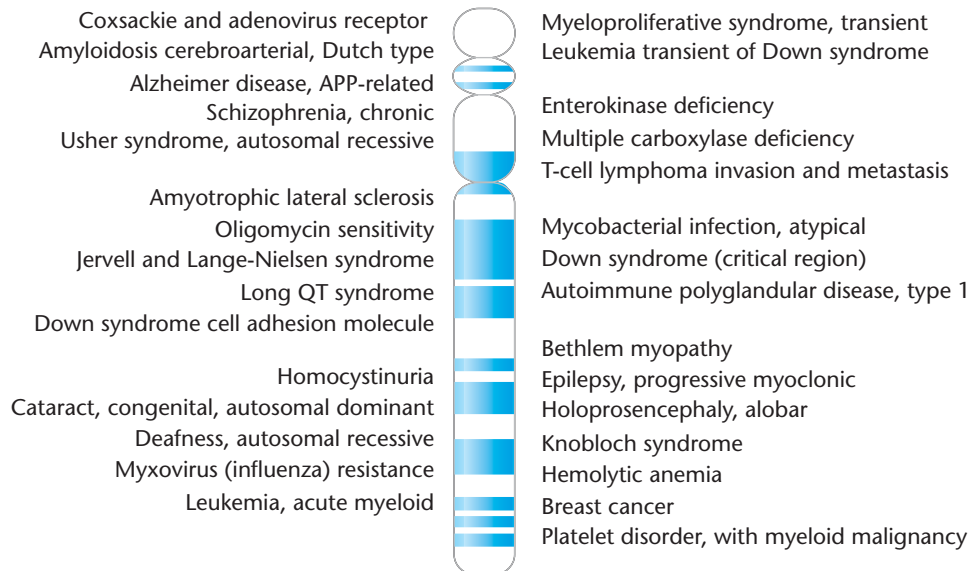 Coxsackie and adenovirus receptor
Amyloidosis cerebroarterial, Dutch type
Alzheimer disease, APP-related
Schizophrenia, chronic
Usher syndrome, autosomal recessive
Amyotrophic lateral sclerosis
Oligomycin sensitivity
Jervell and Lange-Nielsen syndrome
Long QT syndrome
Down syndrome cell adhesion molecule
Homocystinuria
Cataract, congenital, autosomal dominant
Deafness, autosomal recessive
Myxovirus (influenza) resistance
Leukemia, acute myeloid
Myeloproliferative syndrome, transient
Leukemia transient of Down syndrome
Enterokinase deficiency
Multiple carboxylase deficiency
T-cell lymphoma invasion and metastasis
Mycobacterial infection, atypical
Down syndrome (critical region)
Autoimmune polyglandular disease, type 1
Bethlem myopathy
Epilepsy, progressive myoclonic
Holoprosencephaly, alobar
Knobloch syndrome
Hemolytic anemia
Breast cancer
Platelet disorder, with myeloid malignancy